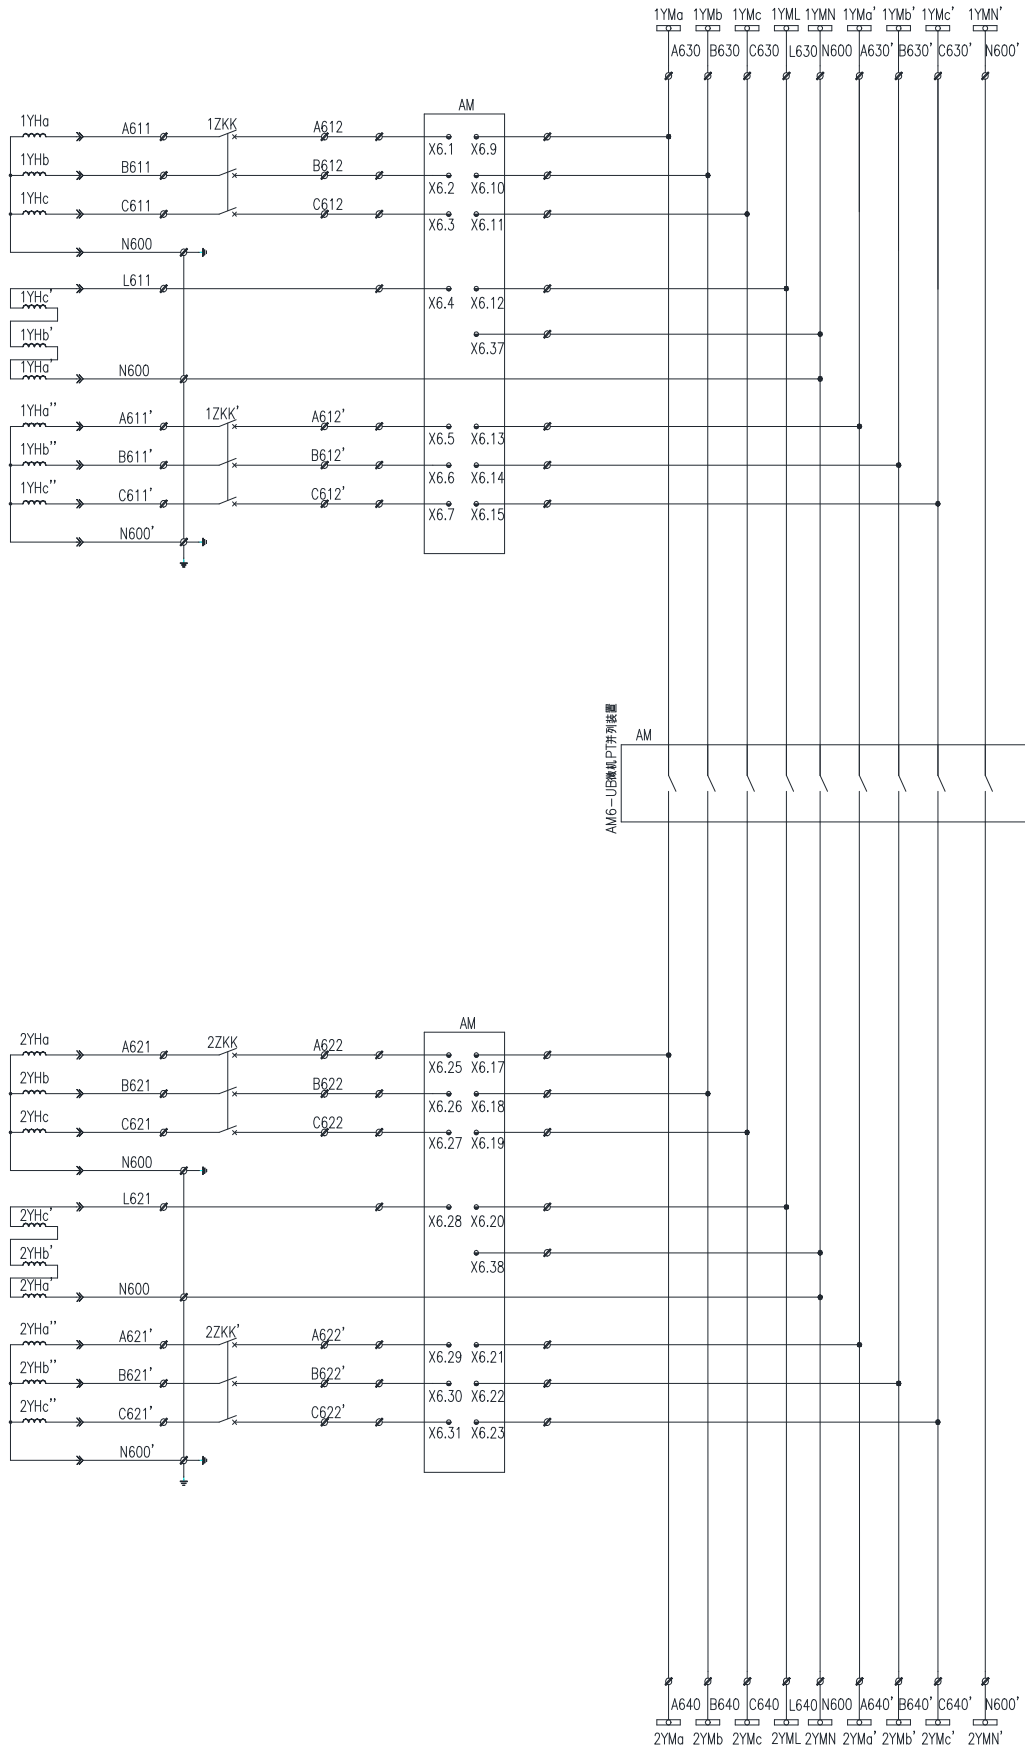 1YMa 1YMb 1YMc 1YML 1YMN 1YMa' 1YMb' 1YMc' 1YMN'
A630 B630 C630 L630 N600 A630' B630' C630' N600'
AM
1YHa A611 1ZKK A612 X6.1 X6.9
1YHb B611 B612 X6.2 X6.10
1YHc C611 C612 X6.3 X6.11
N600
L611 X6.4 X6.12
1YHc'
1YHb' X6.37
1YHa' N600
1YHa'' A611' 1ZKK' A612' X6.5 X6.13
1YHb'' B611' B612' X6.6 X6.14
1YHc'' C611' C612' X6.7 X6.15
N600'
AM6-UB微机PT并列装置
AM
AM
2YHa A621 2ZKK A622 X6.25 X6.17
2YHb B621 B622 X6.26 X6.18
2YHc C621 C622 X6.27 X6.19
N600
L621 X6.28 X6.20
2YHc'
2YHb' X6.38
2YHa' N600
2YHa'' A621' 2ZKK' A622' X6.29 X6.21
2YHb'' B621' B622' X6.30 X6.22
2YHc'' C621' C622' X6.31 X6.23
N600'
A640 B640 C640 L640 N600 A640' B640' C640' N600'
2YMa 2YMb 2YMc 2YML 2YMN 2YMa' 2YMb' 2YMc' 2YMN'